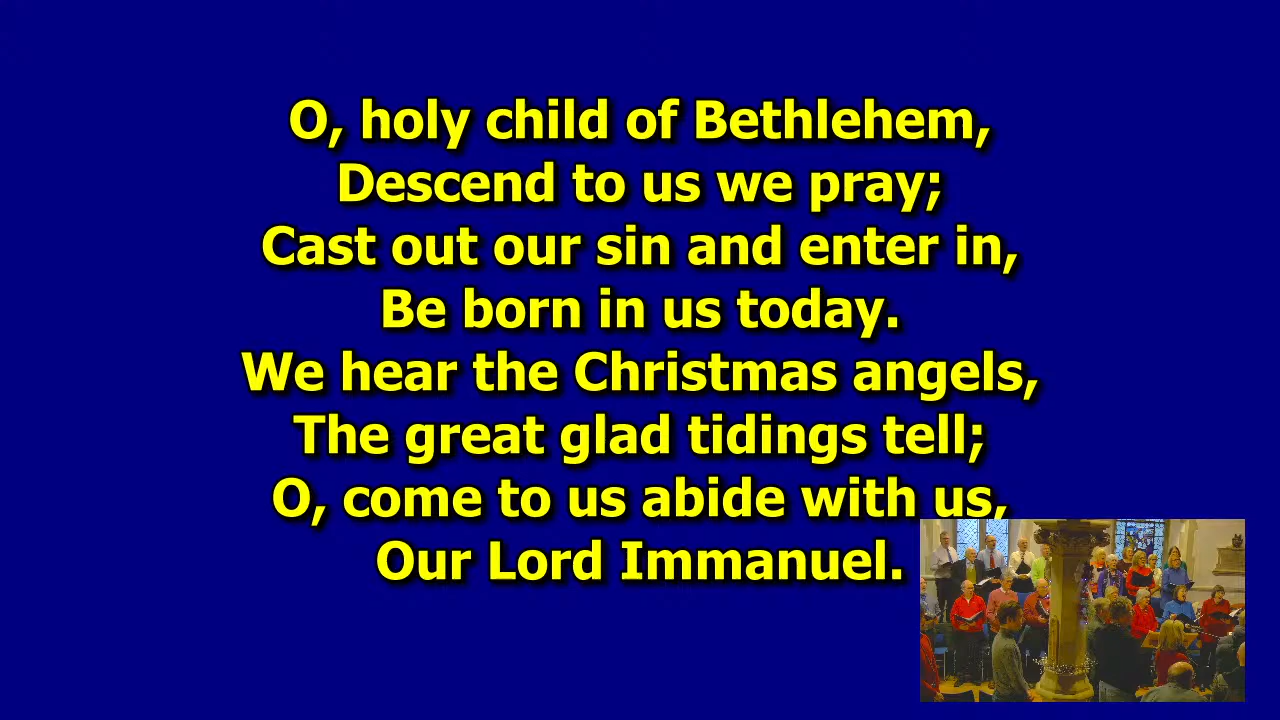 O, holy child of Bethlehem,
Descend to us we pray;
Cast out our sin and enter in,
Be born in us today.
We hear the Christmas angels,
The great glad tidings tell;
O, come to us abide with us,
Our Lord Immanuel.